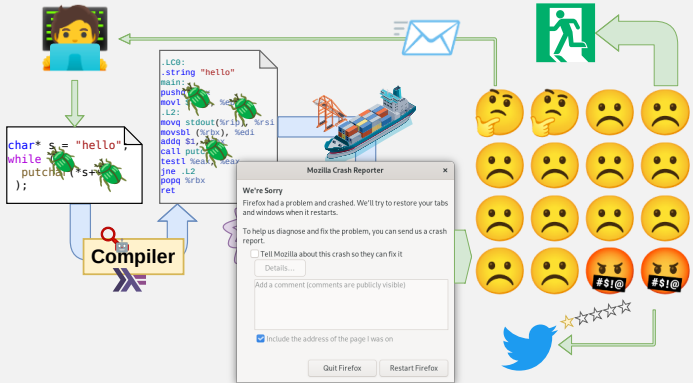 .LC0:
.string "hello"
main:
movl
.L2:
movq stdout(%rip), %rsi
movsbl (%rbx), %edi
addq $1,
call putc
testl %eax, %eax
jne .L2
popq %rbx
ret
char* s = "hello";
while
putchar(*s++)
);
Compiler
Mozilla Crash Reporter
We're Sorry
Firefox had a problem and crashed. We'll try to restore your tabs
and windows when it restarts.
To help us diagnose and fix the problem, you can send us a crash
report.
Tell Mozilla about this crash so they can fix it
Details...
Add a comment (comments are publicly visible)
Include the address of the page I was on
Quit Firefox
Restart Firefox
#$!@
#$!@